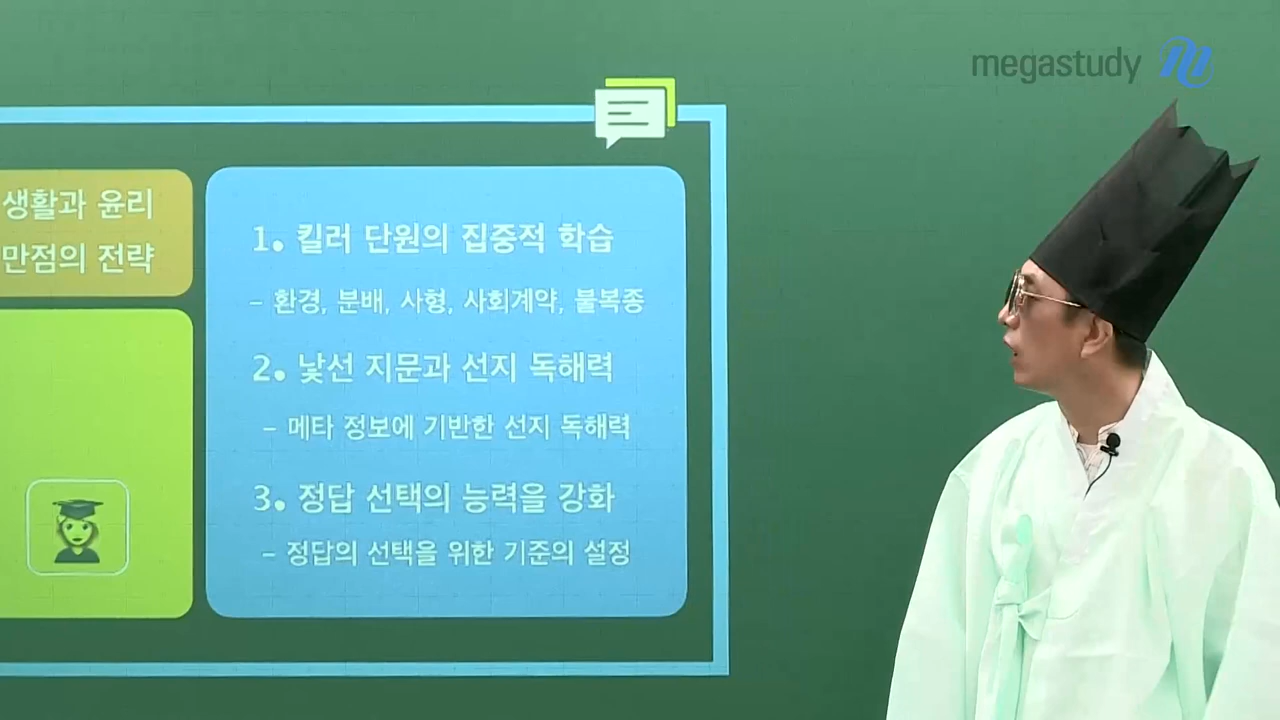 megastudy
생활과 윤리
만점의 전략
1. 킬러 단원의 집중적 학습
- 환경, 분배, 사형, 사회계약, 불복종
2. 낯선 지문과 선지 독해력
- 메타 정보에 기반한 선지 독해력
3. 정답 선택의 능력을 강화
- 정답의 선택을 위한 기준의 설정